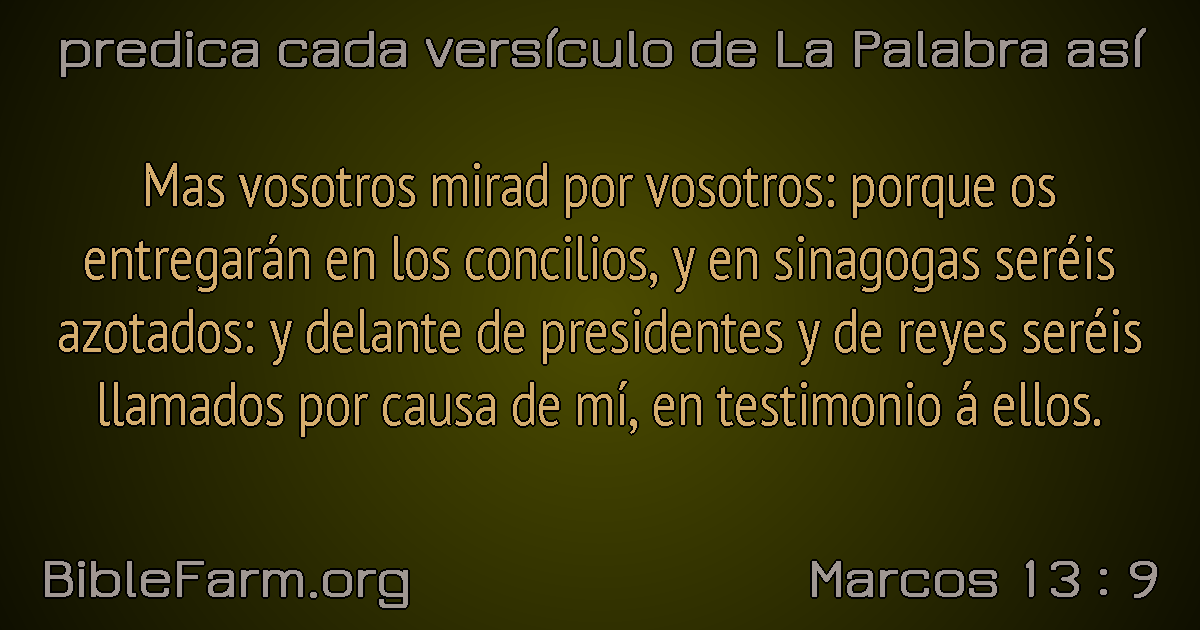 predica cada versículo de La Palabra así
Mas vosotros mirad por vosotros: porque os
entregarán en los concilios, y en sinagogas seréis
azotados: y delante de presidentes y de reyes seréis
llamados por causa de mí, en testimonio á ellos.
BibleFarm.org
Marcos 13 : 9